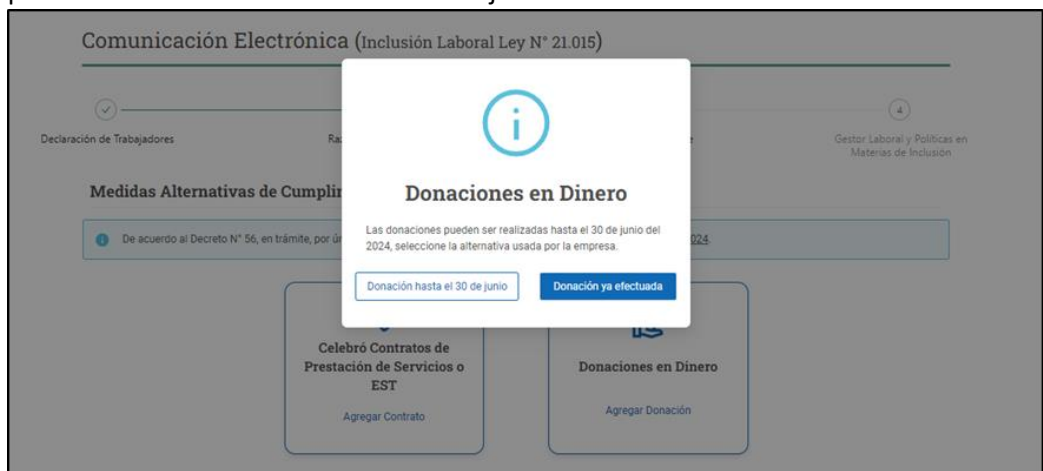 Comunicación Electrónica (Inclusión Laboral Ley N° 21.015)
4
Declaración de Trabajadores
Gestor Laboral y Políticas en
Materias de Inclusión
Medidas Alternativas de
De acuerdo al Decreto N° 56, en trámite, por
Donaciones en Dinero
Las donaciones pueden ser realizadas hasta el 30 de junio del
2024, seleccione la alternativa usada por la empresa.
Donación hasta el 30 de junio
Donación ya efectuada
Celebró Contratos de
Prestación de Servicios o
EST
Agregar Contrato
Donaciones en Dinero
Agregar Donación